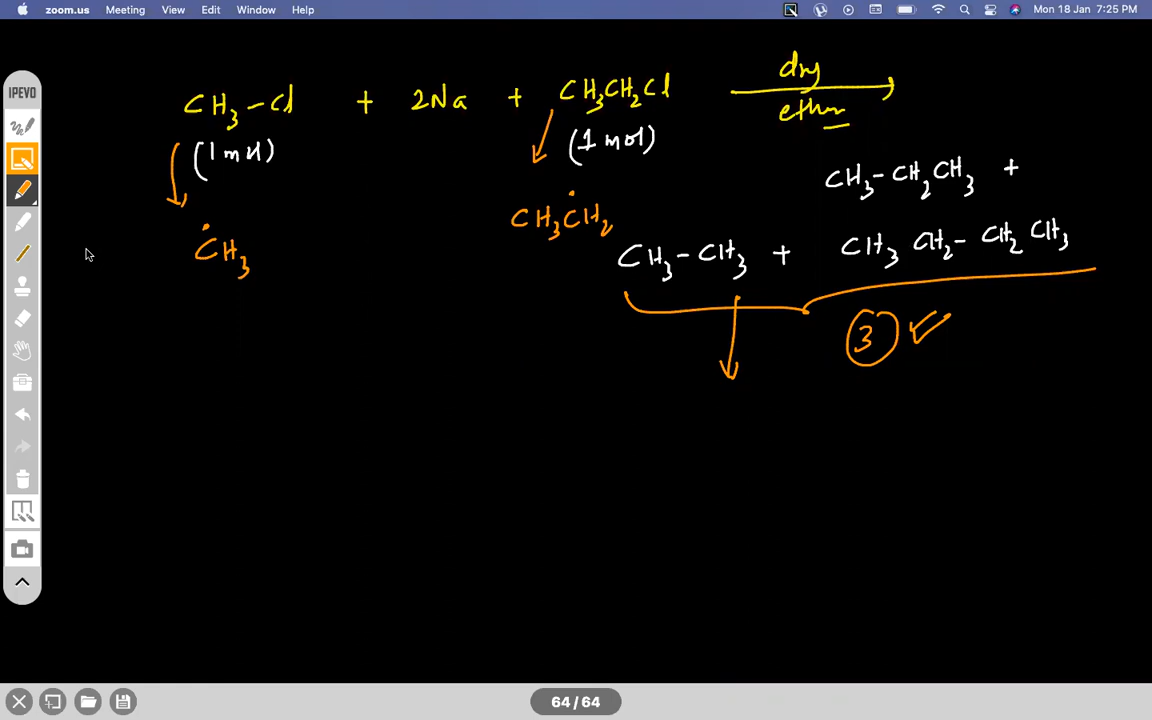 zoom.us Meeting View Edit Window Help Mon 18 Jan 7:25 PM
IPEVO
CH3-Cl + 2Na + CH3CH2Cl dry
ether
(1 mol) (1 mol)
CH3-CH2CH3 +
ĊH3 CH3ĊH2
CH3-CH3 + CH3CH2-CH2CH3
3
64 / 64